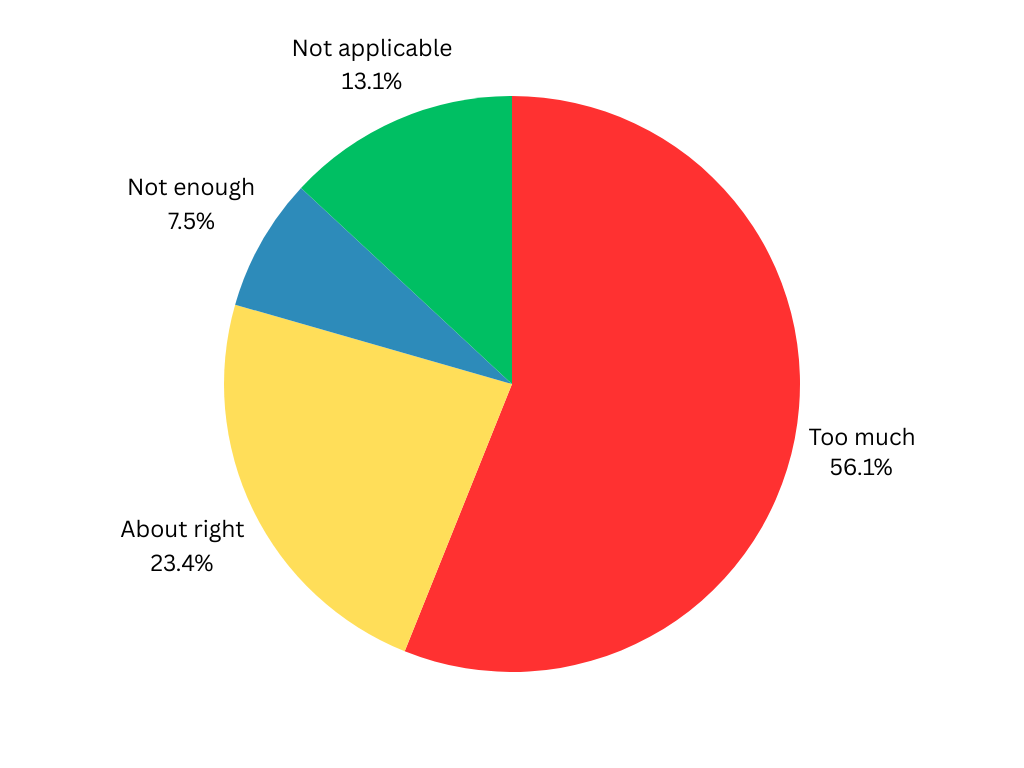 Not applicable
13.1%
Not enough
7.5%
Too much
56.1%
About right
23.4%